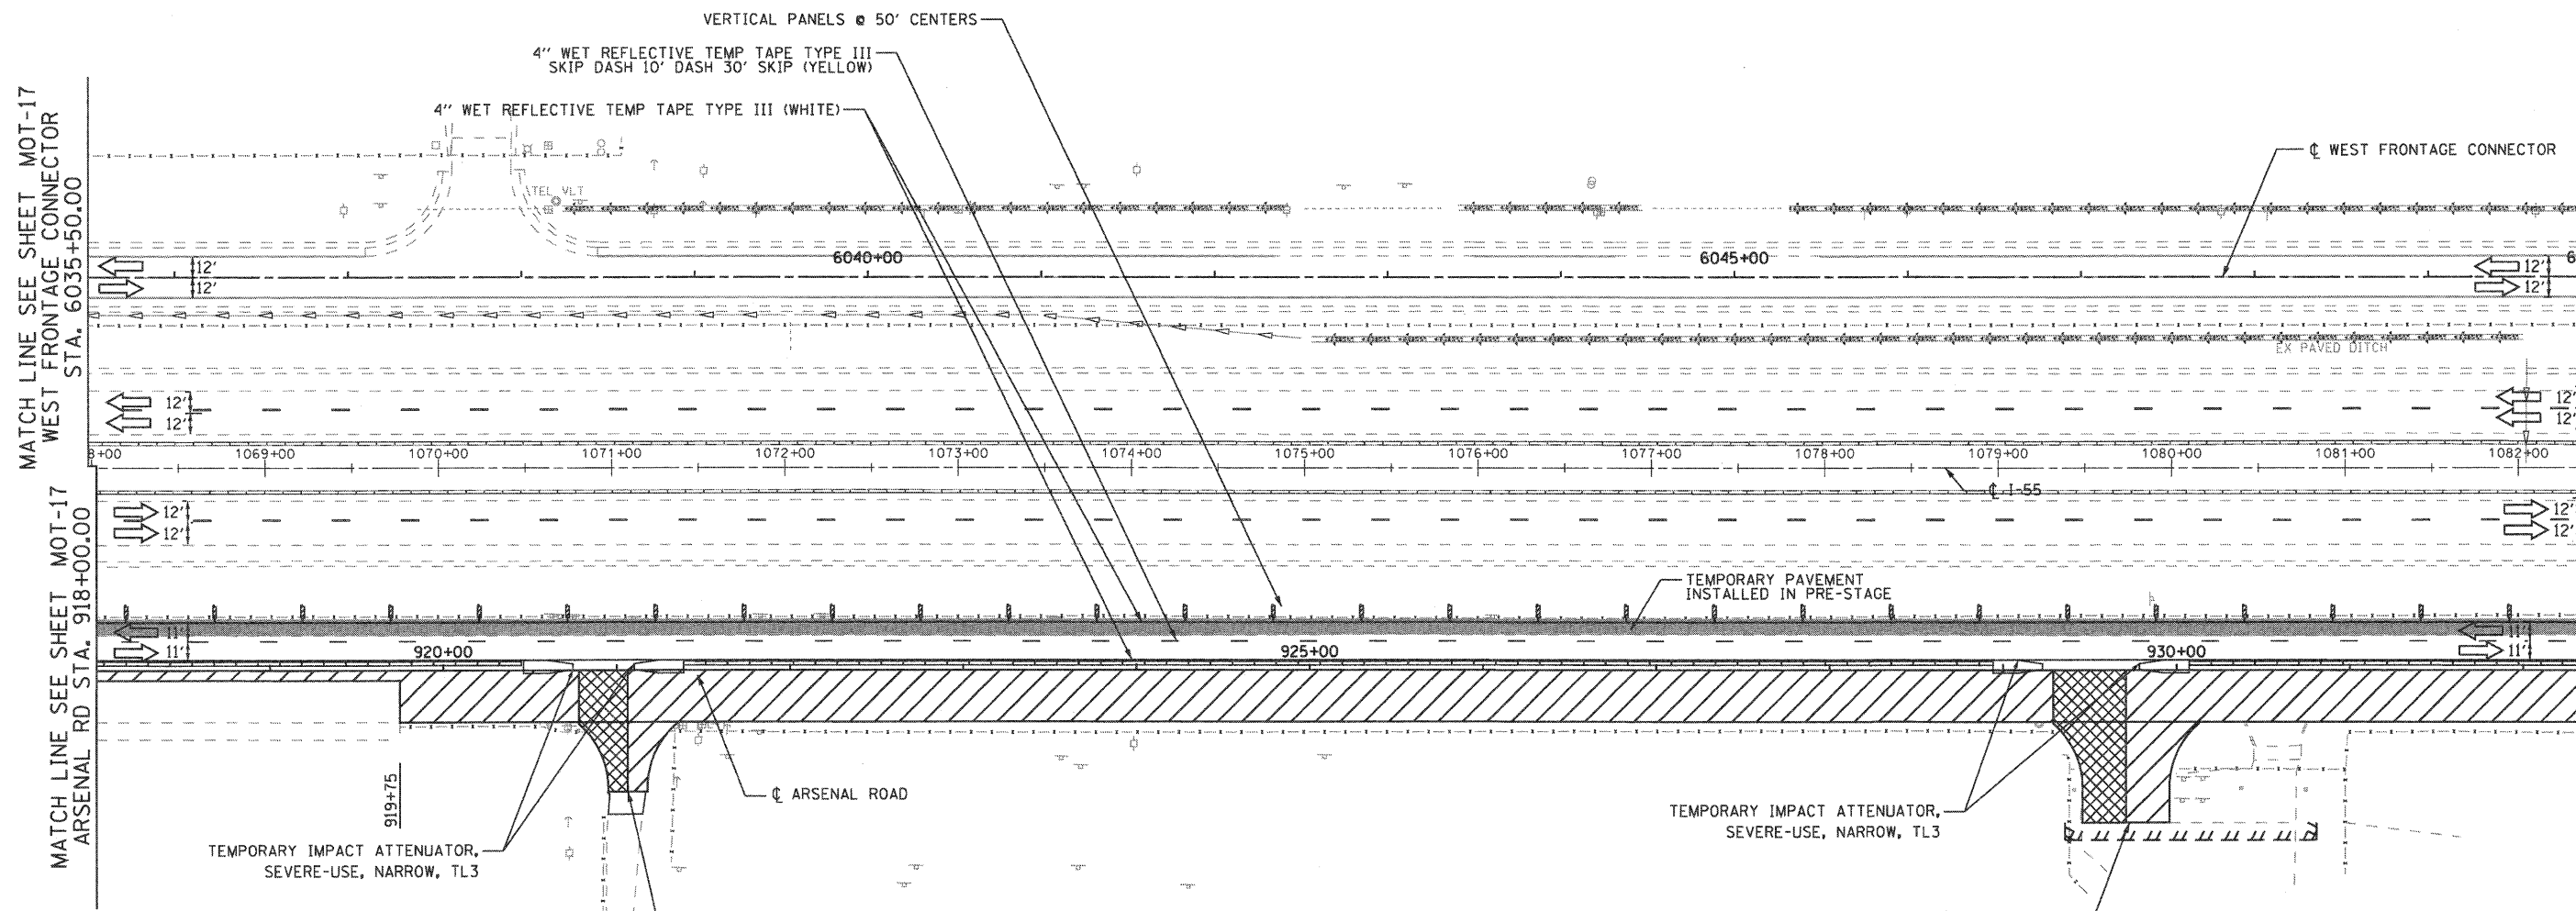 VERTICAL PANELS @ 50' CENTERS
4" WET REFLECTIVE TEMP TAPE TYPE III
SKIP DASH 10' DASH 30' SKIP (YELLOW)
4" WET REFLECTIVE TEMP TAPE TYPE III (WHITE)
MATCH LINE SEE SHEET MOT-17
WEST FRONTAGE CONNECTOR
STA. 6035+50.00
℄ WEST FRONTAGE CONNECTOR
TEL VLT
12'
12'
6040+00
6045+00
6
12'
12'
EX PAVED DITCH
12'
12'
12'
12'
8+00
1069+00
1070+00
1071+00
1072+00
1073+00
1074+00
1075+00
1076+00
1077+00
1078+00
1079+00
1080+00
1081+00
1082+00
℄ I-55
12'
12'
12'
12'
MATCH LINE SEE SHEET MOT-17
ARSENAL RD STA. 918+00.00
TEMPORARY PAVEMENT
INSTALLED IN PRE-STAGE
11'
11'
11'
11'
920+00
925+00
930+00
919+75
℄ ARSENAL ROAD
TEMPORARY IMPACT ATTENUATOR,
SEVERE-USE, NARROW, TL3
TEMPORARY IMPACT ATTENUATOR,
SEVERE-USE, NARROW, TL3